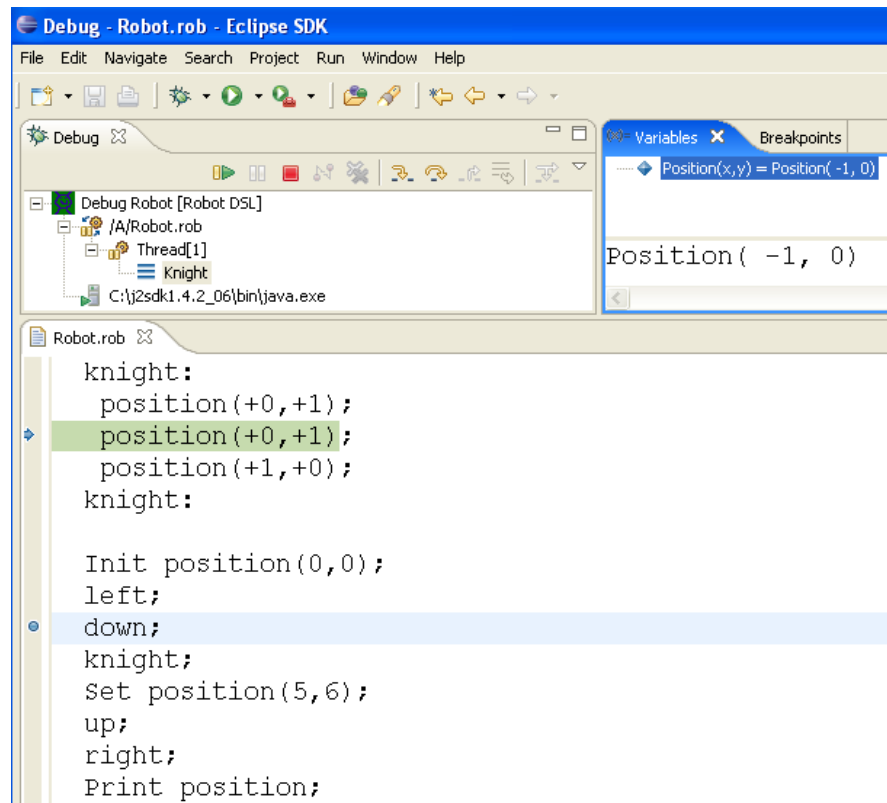 Debug - Robot.rob - Eclipse SDK
File Edit Navigate Search Project Run Window Help
Debug
Variables Breakpoints
Position(x,y) = Position( -1, 0)
Debug Robot [Robot DSL]
/A/Robot.rob
Thread[1]
Knight
C:\j2sdk1.4.2_06\bin\java.exe
Position( -1, 0)
Robot.rob
knight:
position(+0,+1);
position(+0,+1);
position(+1,+0);
knight:
Init position(0,0);
left;
down;
knight;
Set position(5,6);
up;
right;
Print position;